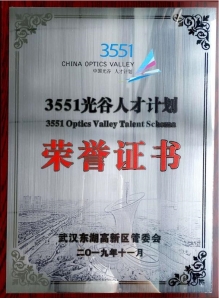 3551
CHINA OPTICS VALLEY
中国光谷 人才计划
3551光谷人才计划
3551 Optics Valley Talent Scheme
荣誉证书
武汉东湖高新区管委会
二〇一九年十一月